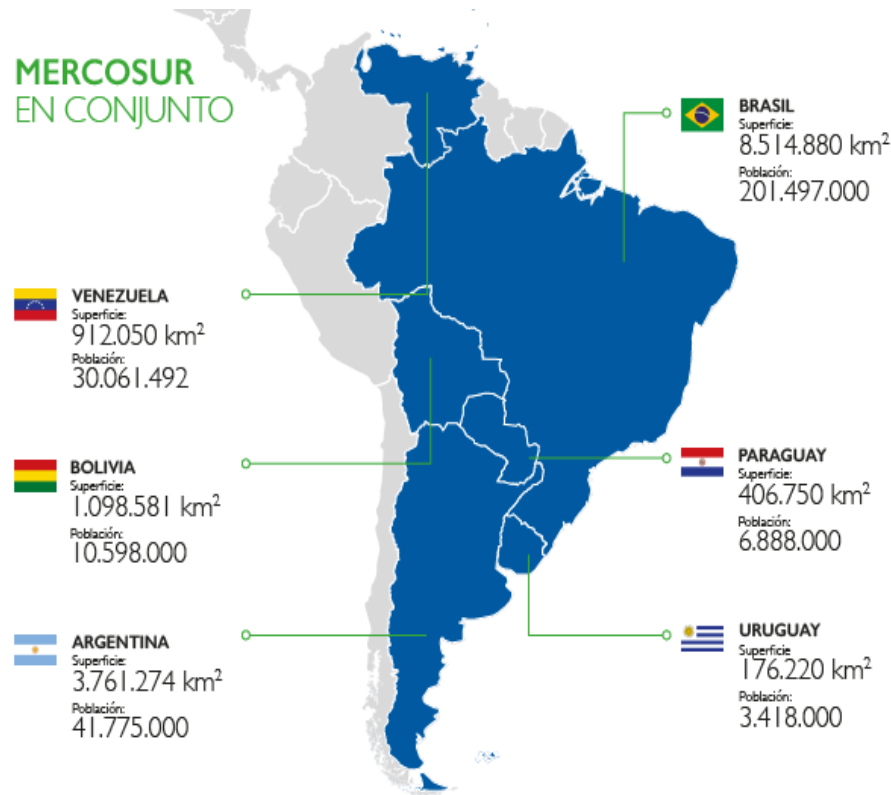 MERCOSUR
EN CONJUNTO
BRASIL
Superficie:
8.514.880 km²
Población:
201.497.000
VENEZUELA
Superficie:
912.050 km²
Población:
30.061.492
BOLIVIA
Superficie:
1.098.581 km²
Población:
10.598.000
PARAGUAY
Superficie:
406.750 km²
Población:
6.888.000
ARGENTINA
Superficie:
3.761.274 km²
Población:
41.775.000
URUGUAY
Superficie
176.220 km²
Población:
3.418.000